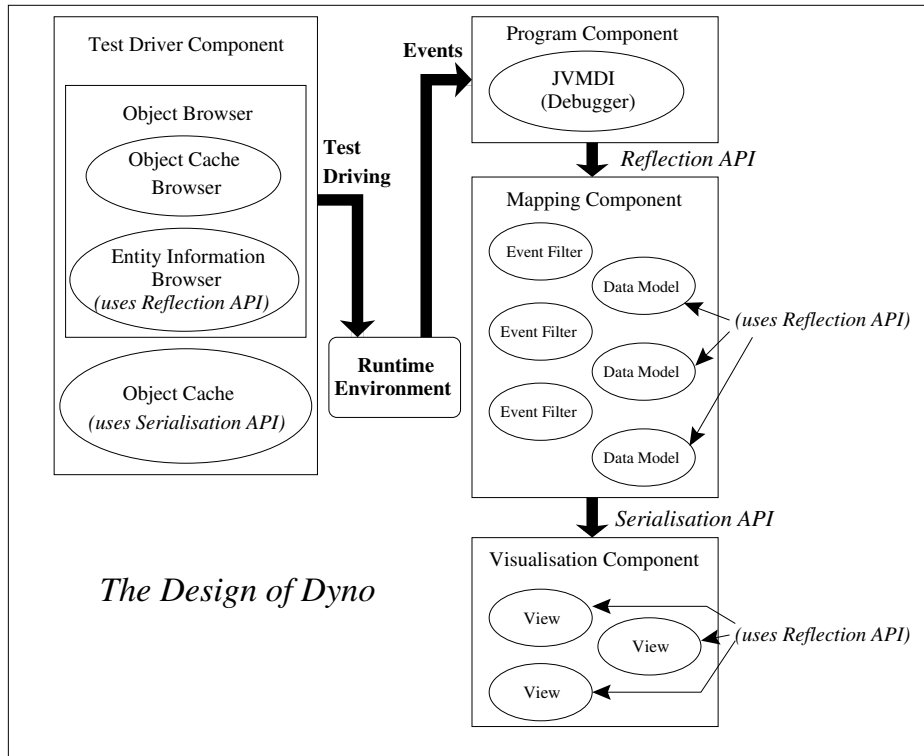 Test Driver Component
Object Browser
Object Cache
Browser
Entity Information
Browser
(uses Reflection API)
Object Cache
(uses Serialisation API)
Test
Driving
Runtime
Environment
Events
Program Component
JVMDI
(Debugger)
Reflection API
Mapping Component
Event Filter
Data Model
Event Filter
Data Model
Event Filter
Data Model
(uses Reflection API)
Serialisation API
Visualisation Component
View
View
View
(uses Reflection API)
The Design of Dyno